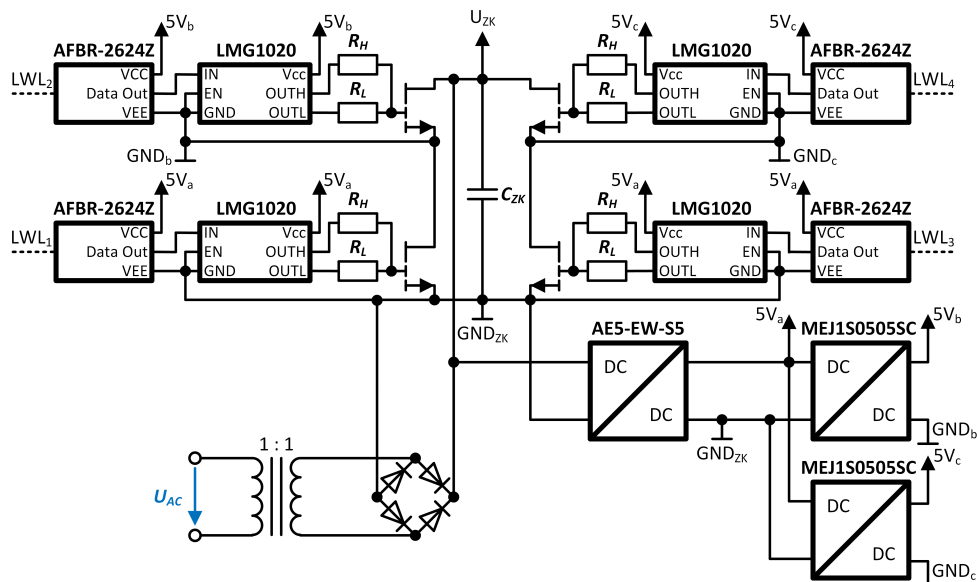 5V_b 5V_b U_ZK 5V_c 5V_c
AFBR-2624Z LMG1020 R_H R_H LMG1020 AFBR-2624Z
LWL_2 VCC IN Vcc Vcc IN VCC LWL_4
Data Out EN OUTH R_L R_L OUTH EN Data Out
VEE GND OUTL OUTL GND VEE
GND_b GND_c
5V_a 5V_a C_ZK 5V_a 5V_a
AFBR-2624Z LMG1020 R_H R_H LMG1020 AFBR-2624Z
LWL_1 VCC IN Vcc Vcc IN VCC LWL_3
Data Out EN OUTH R_L R_L OUTH EN Data Out
VEE GND OUTL OUTL GND VEE
GND_ZK 5V_a 5V_b
AE5-EW-S5 MEJ1S0505SC
DC DC
DC DC
GND_ZK GND_b
1 : 1 5V_c
MEJ1S0505SC
U_AC DC
DC
GND_c